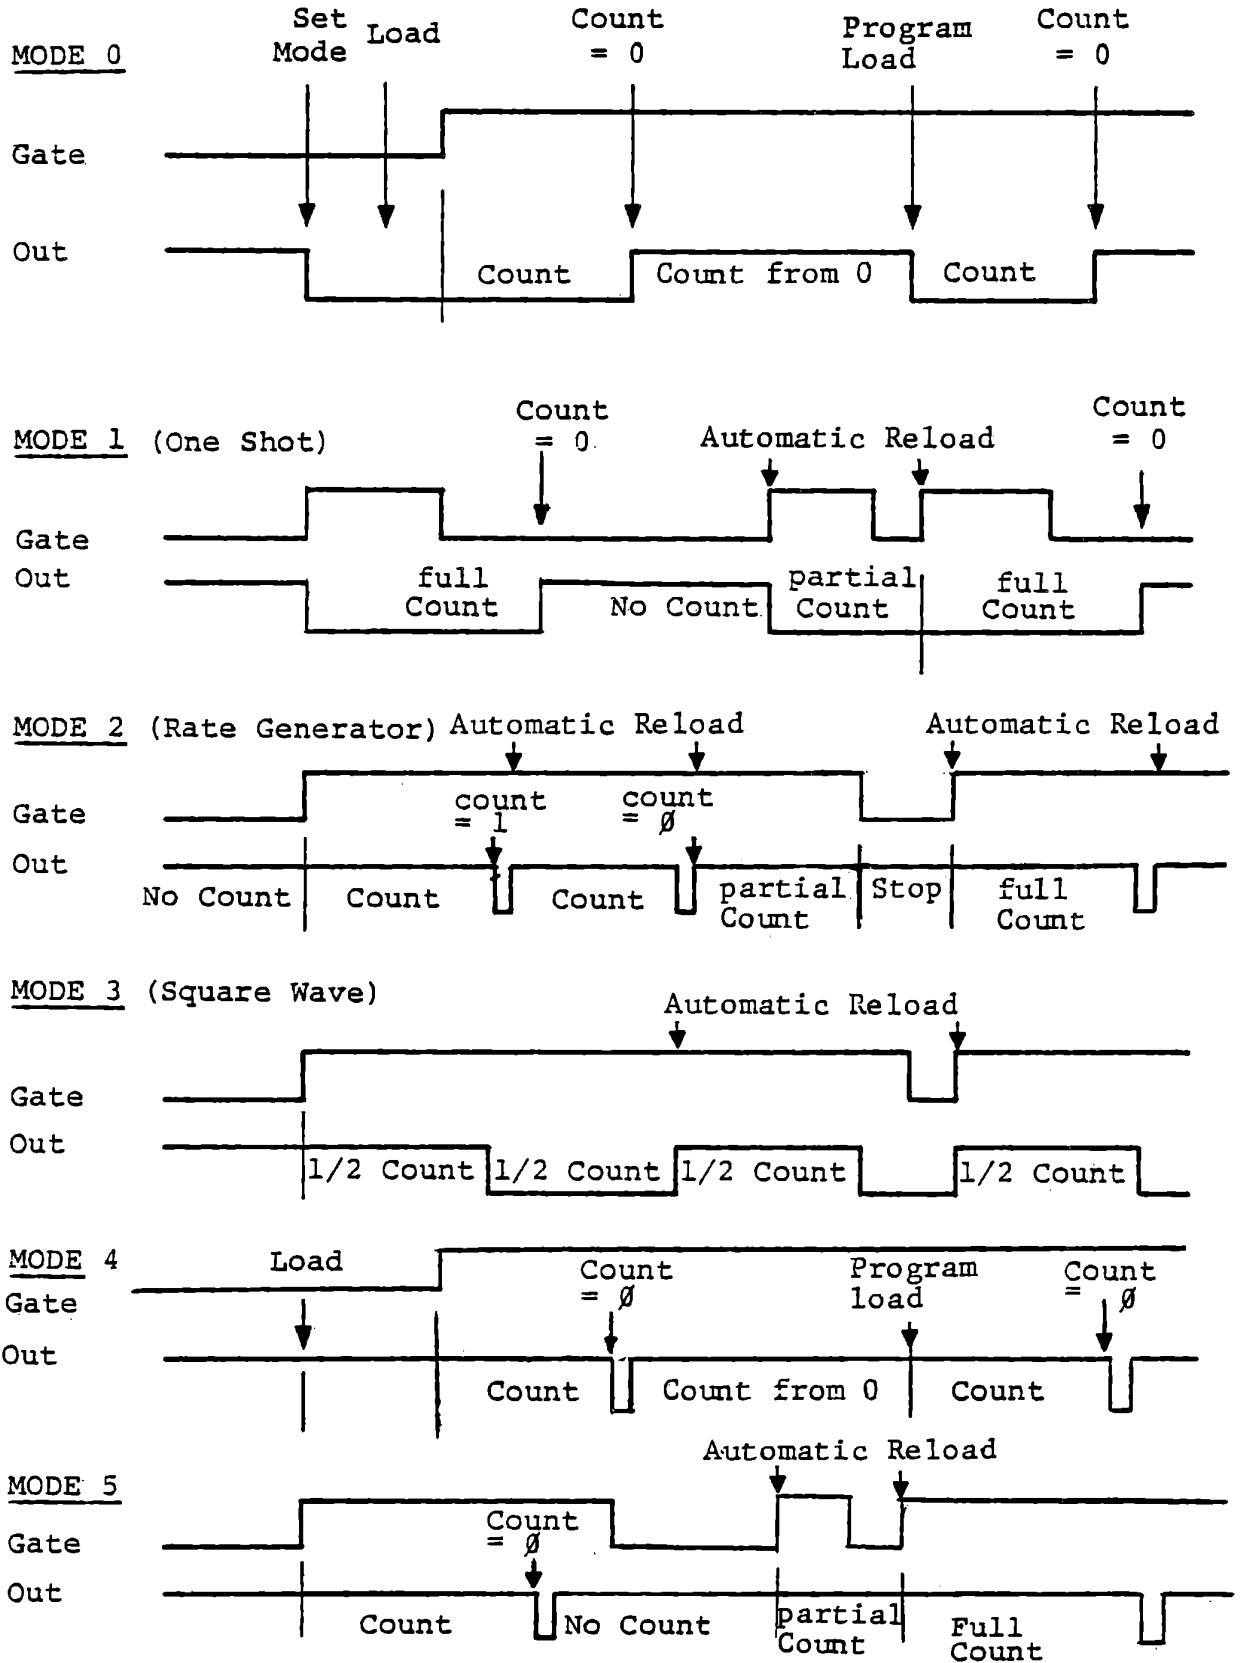 Set Mode
Load
Count = 0
Program Load
Count = 0
MODE 0
Gate
Out
Count
Count from 0
Count
MODE 1 (One Shot)
Count = 0
Automatic Reload
Count = 0
Gate
Out
full Count
No Count
partial Count
full Count
MODE 2 (Rate Generator)
Automatic Reload
Automatic Reload
Gate
count = 1
count = Ø
Out
No Count
Count
Count
partial Count
Stop
full Count
MODE 3 (Square Wave)
Automatic Reload
Gate
Out
1/2 Count
1/2 Count
1/2 Count
1/2 Count
MODE 4
Load
Count = Ø
Program load
Count = Ø
Gate
Out
Count
Count from 0
Count
Automatic Reload
MODE 5
Count = Ø
Gate
Out
Count
No Count
partial Count
Full Count